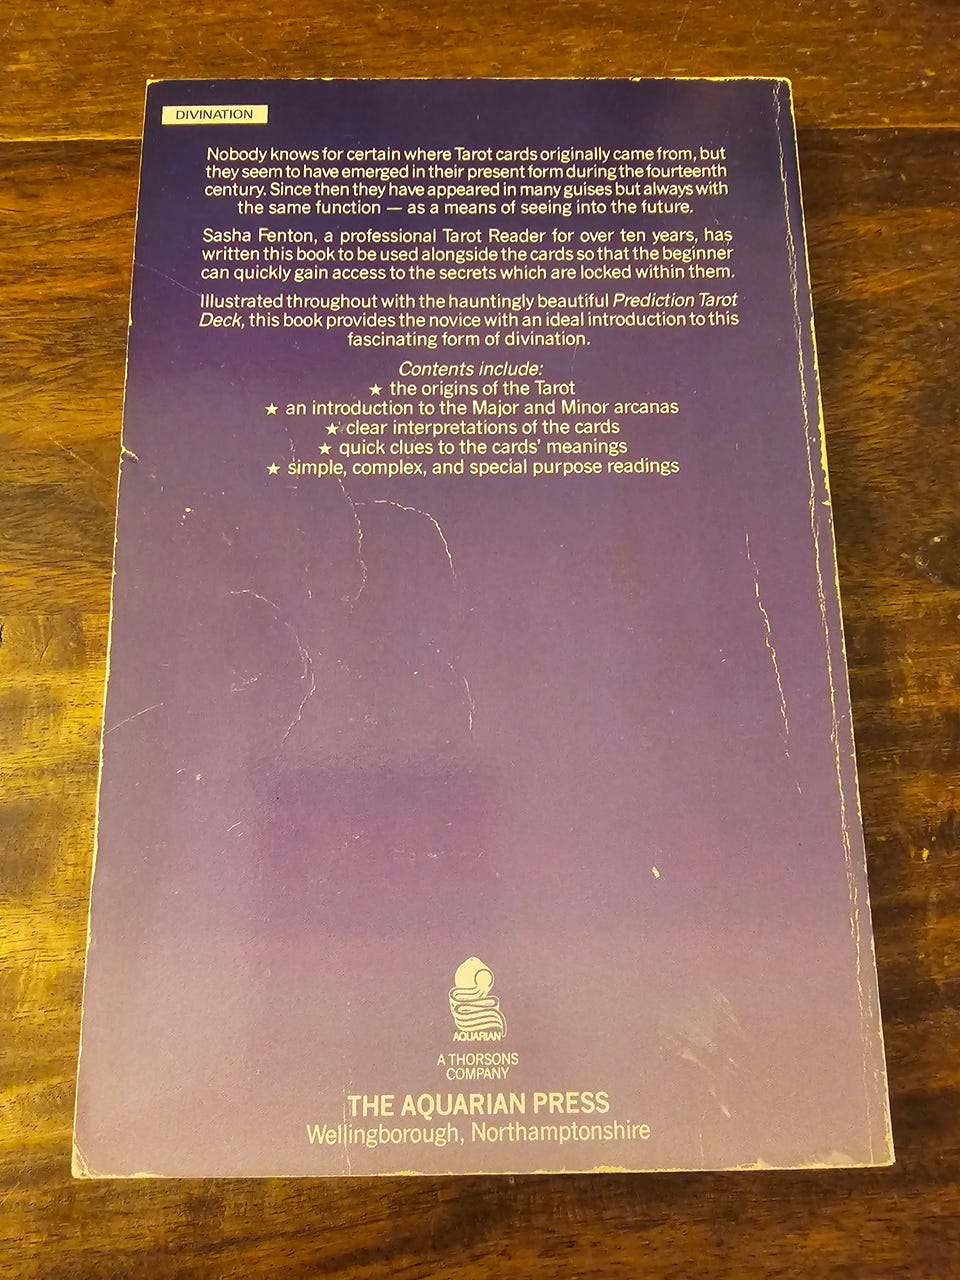 DIVINATION
Nobody knows for certain where Tarot cards originally came from, but
they seem to have emerged in their present form during the fourteenth
century. Since then they have appeared in many guises but always with
the same function — as a means of seeing into the future.
Sasha Fenton, a professional Tarot Reader for over ten years, has
written this book to be used alongside the cards so that the beginner
can quickly gain access to the secrets which are locked within them.
Illustrated throughout with the hauntingly beautiful Prediction Tarot
Deck, this book provides the novice with an ideal introduction to this
fascinating form of divination.
Contents include:
★ the origins of the Tarot
★ an introduction to the Major and Minor arcanas
★ clear interpretations of the cards
★ quick clues to the cards' meanings
★ simple, complex, and special purpose readings
AQUARIAN
A THORSONS
COMPANY
THE AQUARIAN PRESS
Wellingborough, Northamptonshire